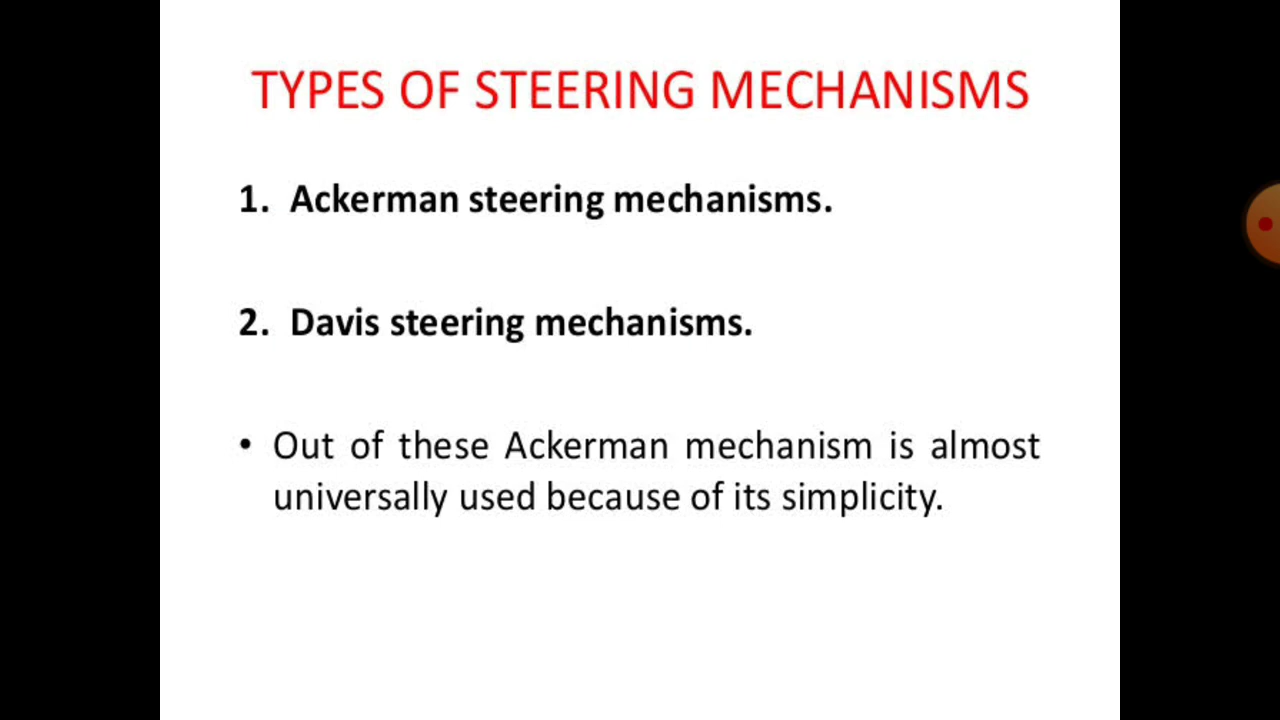 TYPES OF STEERING MECHANISMS
1. Ackerman steering mechanisms.
2. Davis steering mechanisms.
• Out of these Ackerman mechanism is almost
universally used because of its simplicity.